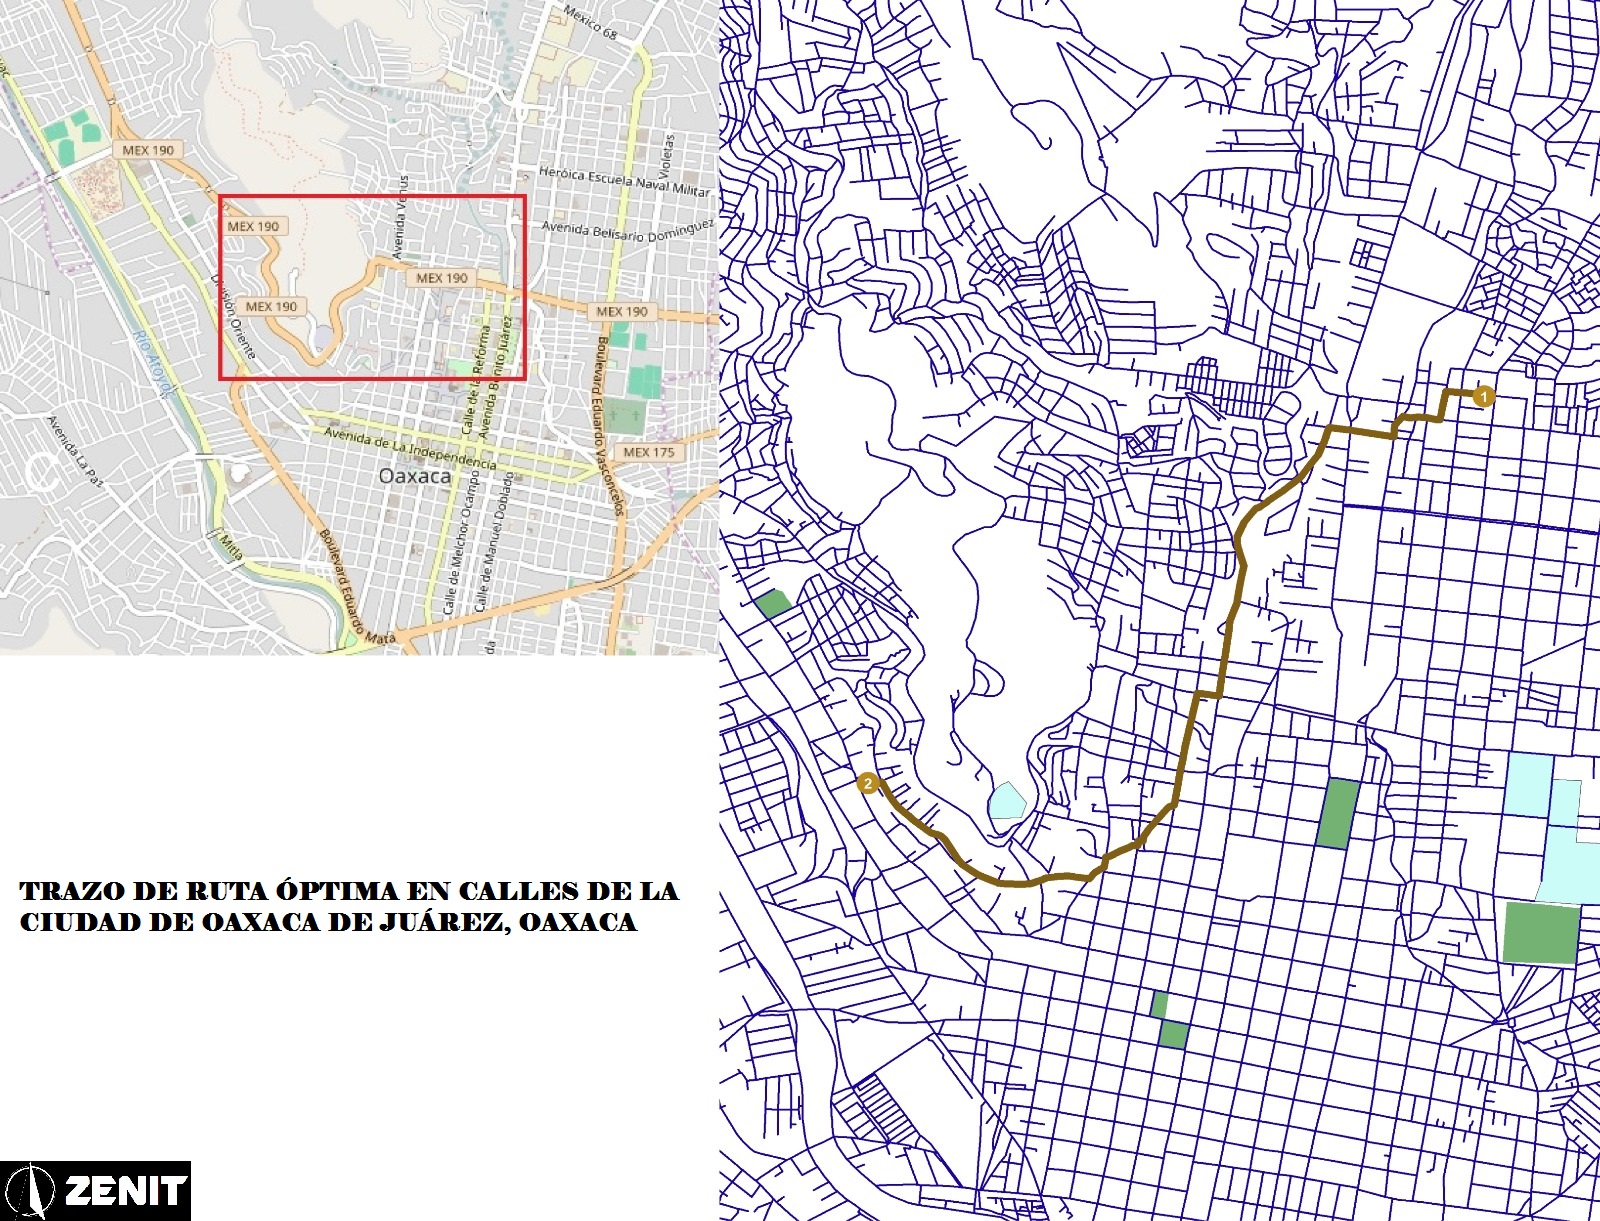 Mexico 68
MEX 190
Violetas
Heróica Escuela Naval Militar
Avenida Venus
MEX 190
Avenida Belisario Domínguez
MEX 190
División Oriente
MEX 190
MEX 190
Río Atoyac
Calle de la Reforma
Avenida Benito Juárez
Boulevard Eduardo Vasconcelos
1
Avenida La Paz
Avenida de La Independencia
MEX 175
Oaxaca
Calle de Melchor Ocampo
Calle de Manuel Doblado
Mitla
Boulevard Eduardo Mata
da
2
TRAZO DE RUTA ÓPTIMA EN CALLES DE LA
CIUDAD DE OAXACA DE JUÁREZ, OAXACA
ZENIT